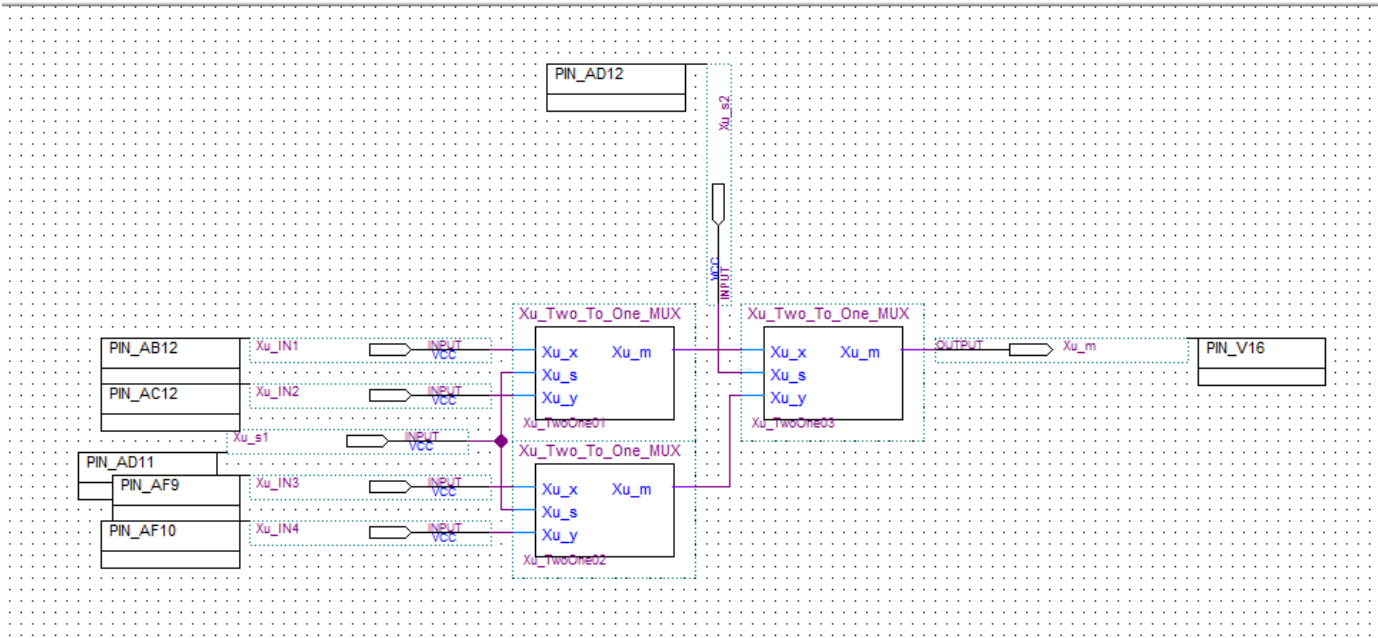 PIN_AD12
Xu_s2
VCC
INPUT
Xu_Two_To_One_MUX
Xu_Two_To_One_MUX
PIN_AB12
Xu_IN1
INPUT
VCC
Xu_x
Xu_m
Xu_x
Xu_m
OUTPUT
Xu_m
PIN_V16
Xu_s
Xu_s
PIN_AC12
Xu_IN2
INPUT
VCC
Xu_y
Xu_y
Xu_TwoOne01
Xu_TwoOne03
Xu_s1
INPUT
VCC
Xu_Two_To_One_MUX
PIN_AD11
PIN_AF9
Xu_IN3
INPUT
VCC
Xu_x
Xu_m
Xu_s
PIN_AF10
Xu_IN4
INPUT
VCC
Xu_y
Xu_TwoOne02